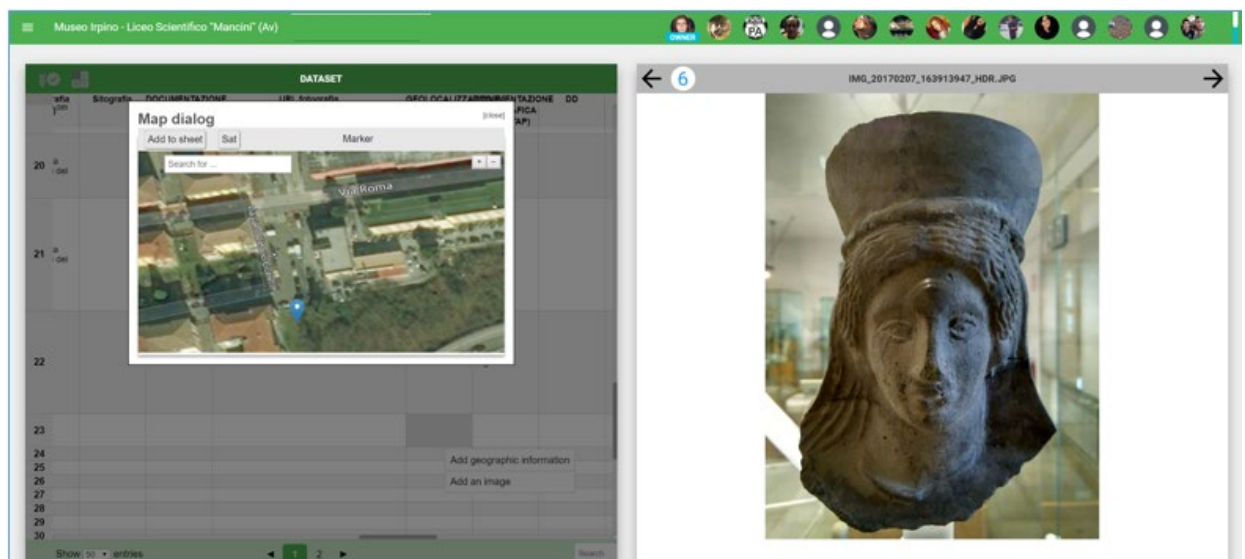 Museo Irpino - Liceo Scientifico "Mancini" (Av)
OWNER
PA
DATASET
6
IMG_20170207_163913947_HDR.JPG
Sitografia
DOCUMENTAZIONE
URL fotografia
DD
Map dialog
[close]
Add to sheet
Sat
Marker
Search for ...
+
-
Via Roma
20
21
22
23
24
25
26
27
28
29
30
Add geographic information
Add an image
Show 50 entries
1
2
Search